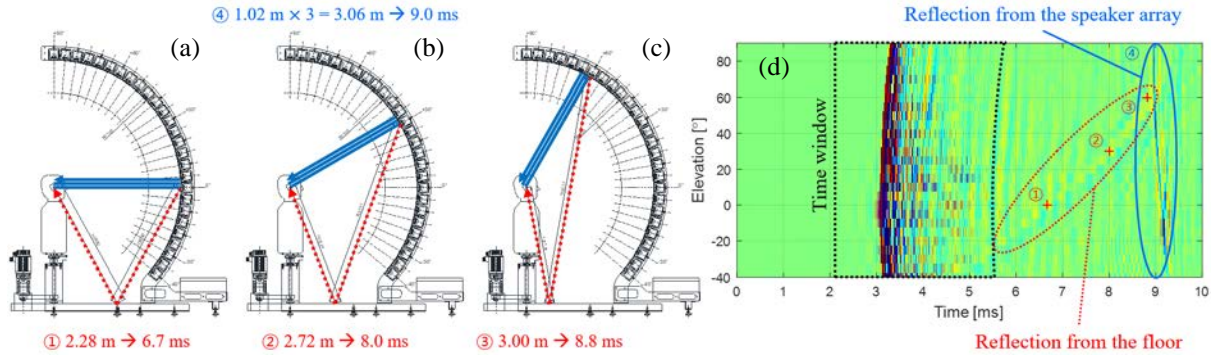 ④ 1.02 m × 3 = 3.06 m → 9.0 ms
(a)
(b)
(c)
① 2.28 m → 6.7 ms
② 2.72 m → 8.0 ms
③ 3.00 m → 8.8 ms
Reflection from the speaker array
(d)
④
③
②
①
Time window
Elevation [°]
80
60
40
20
0
-20
-40
0 1 2 3 4 5 6 7 8 9 10
Time [ms]
Reflection from the floor